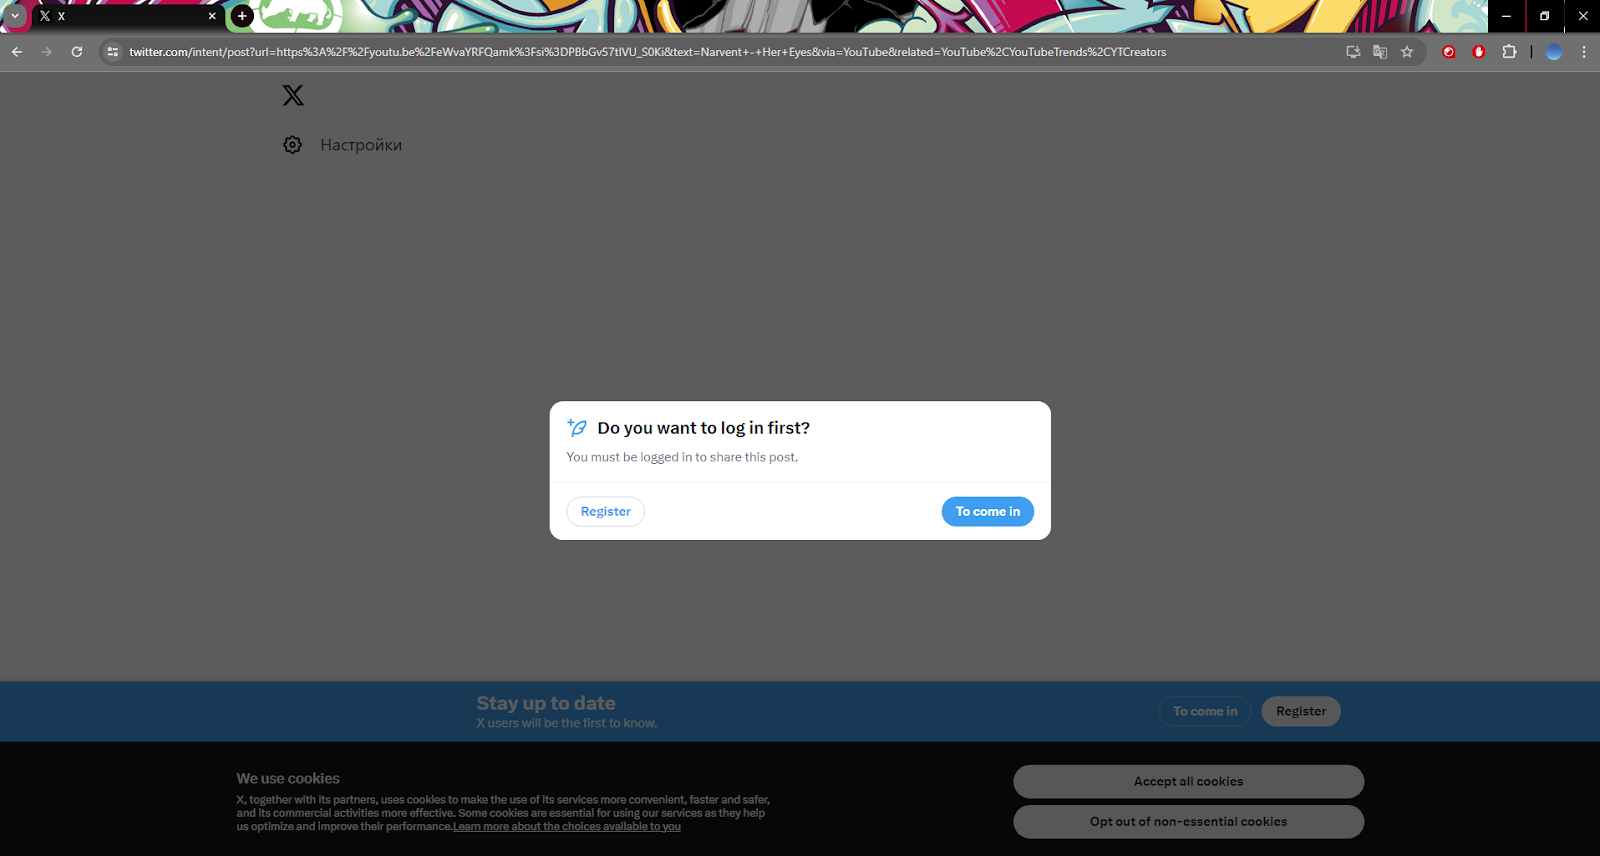 X
twitter.com/intent/post?url=https%3A%2F%2Fyoutu.be%2FeWvaYRFQamk%3Fsi%3DPBbGv57tIVU_S0Ki&text=Narvent+-+Her+Eyes&via=YouTube&related=YouTube%2CYouTubeTrends%2CYTCreators
Настройки
Do you want to log in first?
You must be logged in to share this post.
Register
To come in
Stay up to date
X users will be the first to know.
To come in
Register
We use cookies
X, together with its partners, uses cookies to make the use of its services more convenient, faster and safer,
and its commercial activities more effective. Some cookies are essential for using our services as they help
us optimize and improve their performance.Learn more about the choices available to you
Accept all cookies
Opt out of non-essential cookies